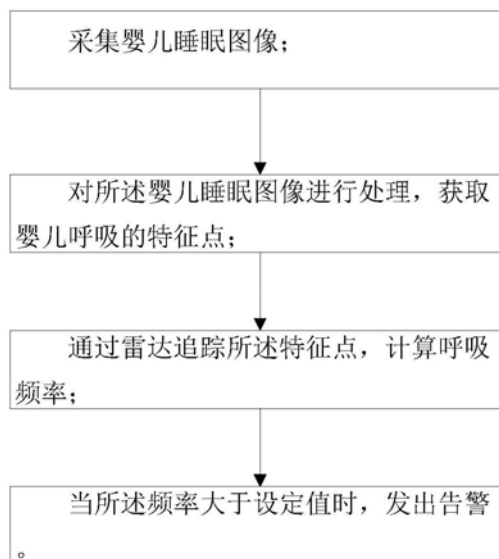 采集婴儿睡眠图像；
对所述婴儿睡眠图像进行处理，获取
婴儿呼吸的特征点；
通过雷达追踪所述特征点，计算呼吸
频率；
当所述频率大于设定值时，发出告警
。